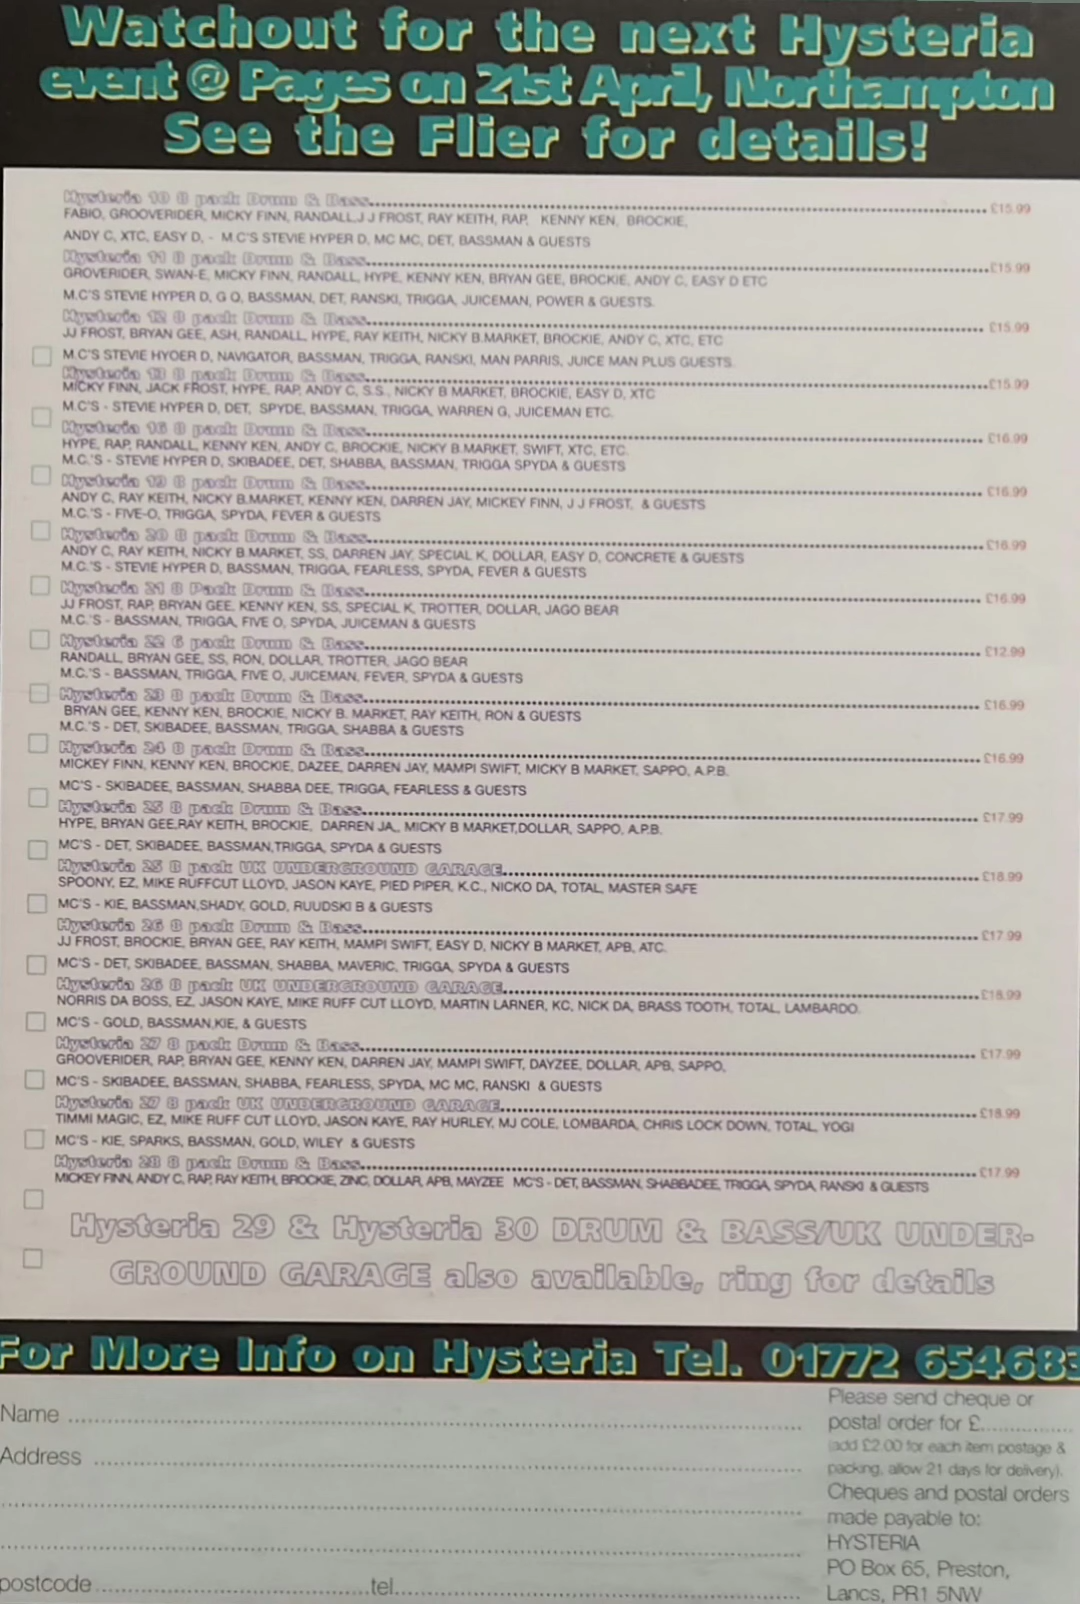 Watchout for the next Hysteria
event @ Pages on 21st April, Northampton
See the Flier for details!
Hysteria 10 8 pack Drum & Bass................ £15.99
FABIO, GROOVERIDER, MICKY FINN, RANDALL,J J FROST, RAY KEITH, RAP, KENNY KEN, BROCKIE,
ANDY C, XTC, EASY D, - M.C'S STEVIE HYPER D, MC MC, DET, BASSMAN & GUESTS
Hysteria 11 8 pack Drum & Bass................£15.99
GROVERIDER, SWAN-E, MICKY FINN, RANDALL, HYPE, KENNY KEN, BRYAN GEE, BROCKIE, ANDY C, EASY D ETC
M.C'S STEVIE HYPER D, G Q, BASSMAN, DET, RANSKI, TRIGGA, JUICEMAN, POWER & GUESTS.
Hysteria 12 8 pack Drum & Bass................£15.99
JJ FROST, BRYAN GEE, ASH, RANDALL, HYPE, RAY KEITH, NICKY B.MARKET, BROCKIE, ANDY C, XTC, ETC
M.C'S STEVIE HYOER D, NAVIGATOR, BASSMAN, TRIGGA, RANSKI, MAN PARRIS, JUICE MAN PLUS GUESTS.
Hysteria 13 8 pack Drum & Bass................£15.99
MICKY FINN, JACK FROST, HYPE, RAP, ANDY C, S.S., NICKY B MARKET, BROCKIE, EASY D, XTC
M.C'S - STEVIE HYPER D, DET, SPYDE, BASSMAN, TRIGGA, WARREN G, JUICEMAN ETC.
Hysteria 16 8 pack Drum & Bass................ £16.99
HYPE, RAP, RANDALL, KENNY KEN, ANDY C, BROCKIE, NICKY B.MARKET, SWIFT, XTC, ETC.
M.C.'S - STEVIE HYPER D, SKIBADEE, DET, SHABBA, BASSMAN, TRIGGA SPYDA & GUESTS
Hysteria 19 8 pack Drum & Bass................ £16.99
ANDY C, RAY KEITH, NICKY B.MARKET, KENNY KEN, DARREN JAY, MICKEY FINN, J J FROST, & GUESTS
M.C.'S - FIVE-O, TRIGGA, SPYDA, FEVER & GUESTS
Hysteria 20 8 pack Drum & Bass................ £16.99
ANDY C, RAY KEITH, NICKY B.MARKET, SS, DARREN JAY, SPECIAL K, DOLLAR, EASY D, CONCRETE & GUESTS
M.C.'S - STEVIE HYPER D, BASSMAN, TRIGGA, FEARLESS, SPYDA, FEVER & GUESTS
Hysteria 21 8 Pack Drum & Bass................ £16.99
JJ FROST, RAP, BRYAN GEE, KENNY KEN, SS, SPECIAL K, TROTTER, DOLLAR, JAGO BEAR
M.C.'S - BASSMAN, TRIGGA, FIVE O, SPYDA, JUICEMAN & GUESTS
Hysteria 22 6 pack Drum & Bass................ £12.99
RANDALL, BRYAN GEE, SS, RON, DOLLAR, TROTTER, JAGO BEAR
M.C.'S - BASSMAN, TRIGGA, FIVE O, JUICEMAN, FEVER, SPYDA & GUESTS
Hysteria 23 8 pack Drum & Bass................ £16.99
BRYAN GEE, KENNY KEN, BROCKIE, NICKY B. MARKET, RAY KEITH, RON & GUESTS
M.C.'S - DET, SKIBADEE, BASSMAN, TRIGGA, SHABBA & GUESTS
Hysteria 24 8 pack Drum & Bass................ £16.99
MICKEY FINN, KENNY KEN, BROCKIE, DAZEE, DARREN JAY, MAMPI SWIFT, MICKY B MARKET, SAPPO, A.P.B.
MC'S - SKIBADEE, BASSMAN, SHABBA DEE, TRIGGA, FEARLESS & GUESTS
Hysteria 25 8 pack Drum & Bass................ £17.99
HYPE, BRYAN GEE,RAY KEITH, BROCKIE, DARREN JA,, MICKY B MARKET,DOLLAR, SAPPO, A.P.B.
MC'S - DET, SKIBADEE, BASSMAN,TRIGGA, SPYDA & GUESTS
Hysteria 25 8 pack UK UNDERGROUND GARAGE................ £18.99
SPOONY, EZ, MIKE RUFFCUT LLOYD, JASON KAYE, PIED PIPER, K.C., NICKO DA, TOTAL, MASTER SAFE
MC'S - KIE, BASSMAN,SHADY, GOLD, RUUDSKI B & GUESTS
Hysteria 26 8 pack Drum & Bass................ £17.99
JJ FROST, BROCKIE, BRYAN GEE, RAY KEITH, MAMPI SWIFT, EASY D, NICKY B MARKET, APB, ATC.
MC'S - DET, SKIBADEE, BASSMAN, SHABBA, MAVERIC, TRIGGA, SPYDA & GUESTS
Hysteria 26 8 pack UK UNDERGROUND GARAGE................ £18.99
NORRIS DA BOSS, EZ, JASON KAYE, MIKE RUFF CUT LLOYD, MARTIN LARNER, KC, NICK DA, BRASS TOOTH, TOTAL, LAMBARDO.
MC'S - GOLD, BASSMAN,KIE, & GUESTS
Hysteria 27 8 pack Drum & Bass................ £17.99
GROOVERIDER, RAP, BRYAN GEE, KENNY KEN, DARREN JAY, MAMPI SWIFT, DAYZEE, DOLLAR, APB, SAPPO,
MC'S - SKIBADEE, BASSMAN, SHABBA, FEARLESS, SPYDA, MC MC, RANSKI & GUESTS
Hysteria 27 8 pack UK UNDERGROUND GARAGE................ £18.99
TIMMI MAGIC, EZ, MIKE RUFF CUT LLOYD, JASON KAYE, RAY HURLEY, MJ COLE, LOMBARDA, CHRIS LOCK DOWN, TOTAL, YOGI
MC'S - KIE, SPARKS, BASSMAN, GOLD, WILEY & GUESTS
Hysteria 28 8 pack Drum & Bass................ £17.99
MICKEY FINN, ANDY C, RAP, RAY KEITH, BROCKIE, ZINC, DOLLAR, APB, MAYZEE MC'S - DET, BASSMAN, SHABBADEE, TRIGGA, SPYDA, RANSKI & GUESTS
Hysteria 29 & Hysteria 30 DRUM & BASS/UK UNDER-
GROUND GARAGE also available, ring for details
For More Info on Hysteria Tel. 01772 654683
Name ................
Address ................
postcode ................tel................
Please send cheque or
postal order for £................
(add £2.00 for each item postage &
packing, allow 21 days for delivery).
Cheques and postal orders
made payable to:
HYSTERIA
PO Box 65, Preston,
Lancs, PR1 5NW